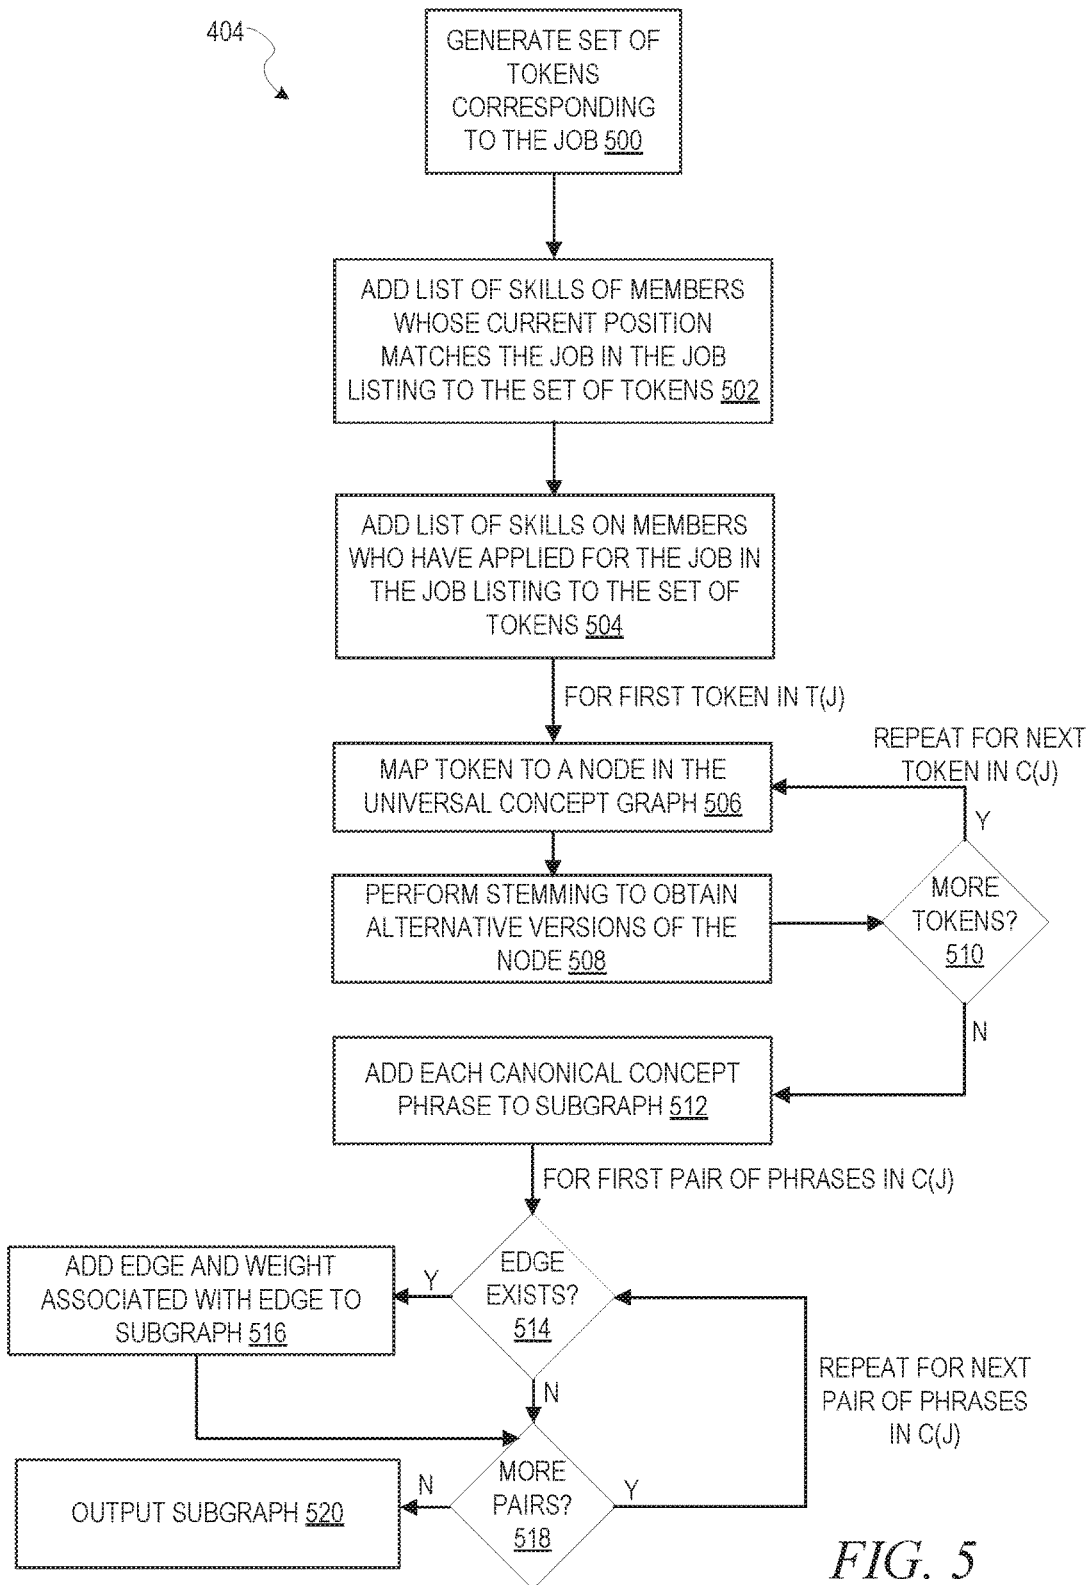 404
GENERATE SET OF
TOKENS
CORRESPONDING
TO THE JOB 500
ADD LIST OF SKILLS OF MEMBERS
WHOSE CURRENT POSITION
MATCHES THE JOB IN THE JOB
LISTING TO THE SET OF TOKENS 502
ADD LIST OF SKILLS ON MEMBERS
WHO HAVE APPLIED FOR THE JOB IN
THE JOB LISTING TO THE SET OF
TOKENS 504
FOR FIRST TOKEN IN T(J)
REPEAT FOR NEXT
TOKEN IN C(J)
MAP TOKEN TO A NODE IN THE
UNIVERSAL CONCEPT GRAPH 506
Y
PERFORM STEMMING TO OBTAIN
ALTERNATIVE VERSIONS OF THE
NODE 508
MORE
TOKENS?
510
N
ADD EACH CANONICAL CONCEPT
PHRASE TO SUBGRAPH 512
FOR FIRST PAIR OF PHRASES IN C(J)
EDGE
EXISTS?
514
Y
ADD EDGE AND WEIGHT
ASSOCIATED WITH EDGE TO
SUBGRAPH 516
N
REPEAT FOR NEXT
PAIR OF PHRASES
IN C(J)
MORE
PAIRS?
518
Y
N
OUTPUT SUBGRAPH 520
FIG. 5